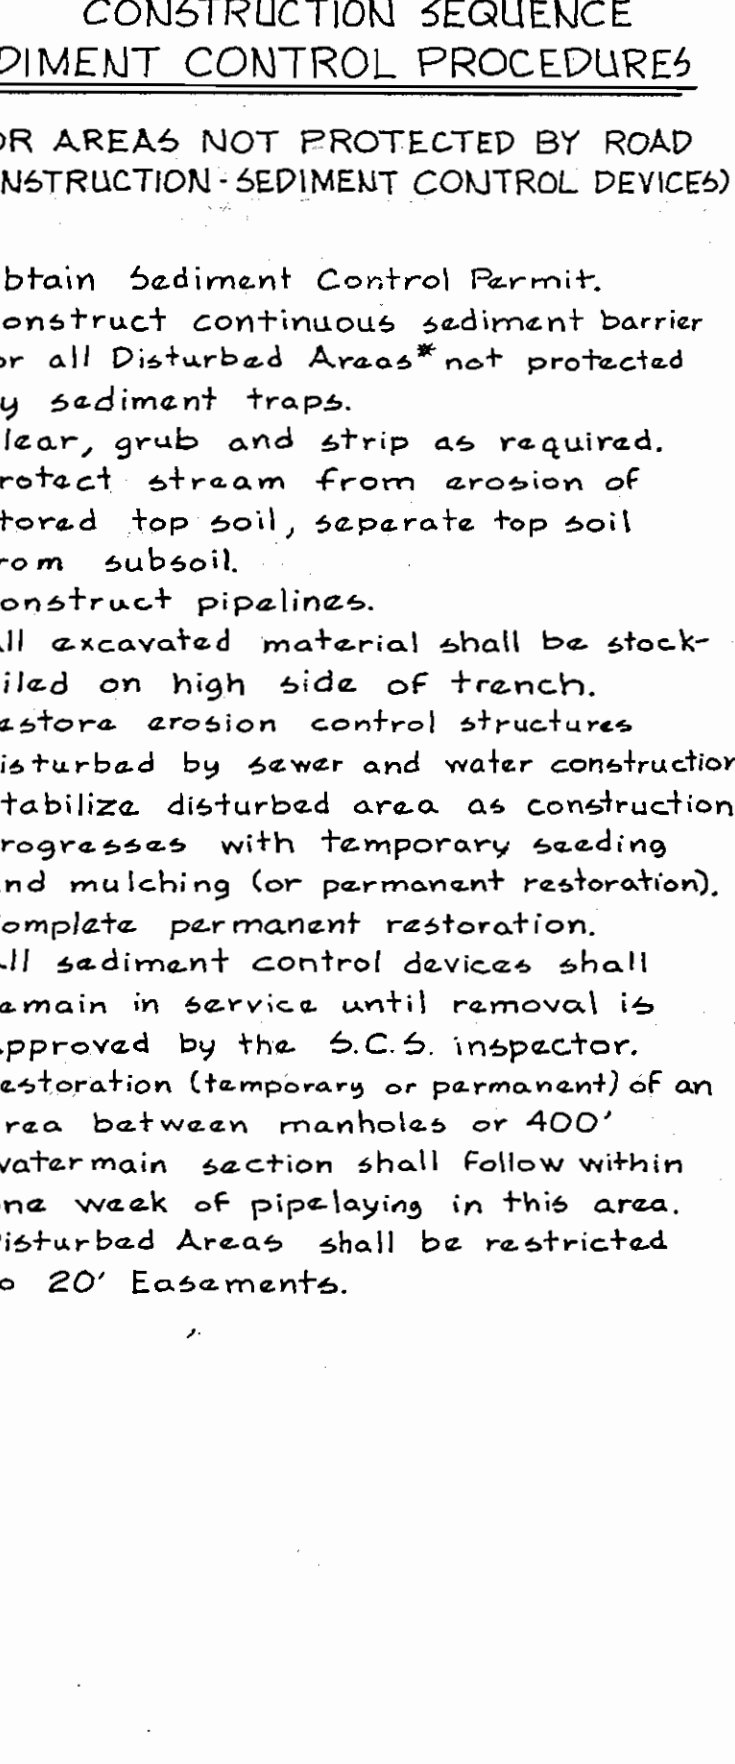 CONSTRUCTION SEQUENCE
DIMENT CONTROL PROCEDURES
OR AREAS NOT PROTECTED BY ROAD
NSTRUCTION - SEDIMENT CONTROL DEVICES)
btain Sediment Control Permit.
onstruct continuous sediment barrier
or all Disturbed Areas* not protected
y sediment traps.
lear, grub and strip as required.
rotect stream from erosion of
tored top soil, separate top soil
rom subsoil.
onstruct pipelines.
ll excavated material shall be stock-
iled on high side of trench.
estore erosion control structures
isturbed by sewer and water construction
tabilize disturbed area as construction
rogresses with temporary seeding
nd mulching (or permanent restoration).
omplete permanent restoration.
ll sediment control devices shall
emain in service until removal is
pproved by the S.C.S. inspector.
estoration (temporary or permanent) of an
rea between manholes or 400'
water main section shall follow within
ne week of pipelaying in this area.
isturbed Areas shall be restricted
o 20' Easements.